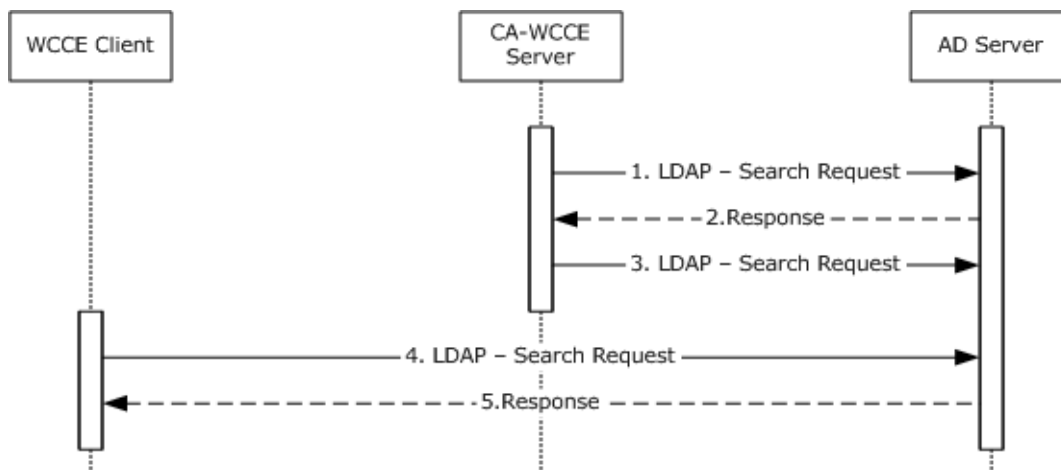 WCCE Client
CA-WCCE
Server
AD Server
1. LDAP – Search Request
2.Response
3. LDAP – Search Request
4. LDAP – Search Request
5.Response